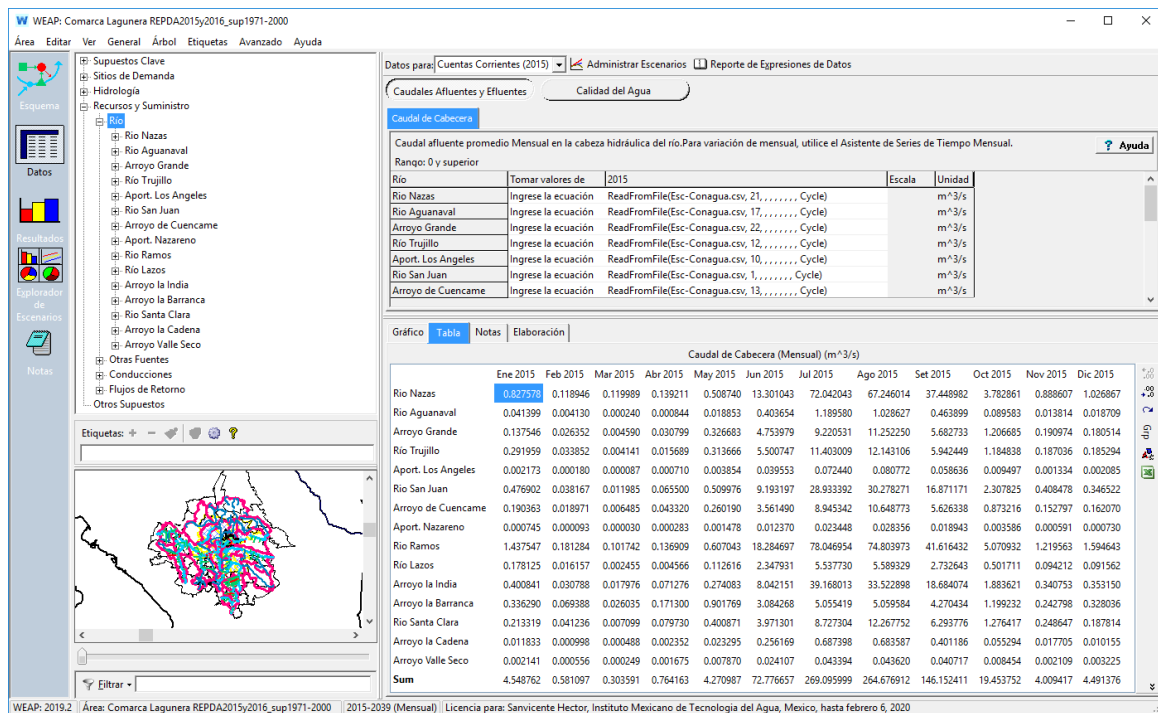 WEAP: Comarca Lagunera REPDA2015y2016_sup1971-2000
Área Editar Ver General Árbol Etiquetas Avanzado Ayuda
Esquema
Datos
Resultados
Explorador
de
Escenarios
Notas
Supuestos Clave
Sitios de Demanda
Hidrología
Recursos y Suministro
Río
Rio Nazas
Rio Aguanaval
Arroyo Grande
Río Trujillo
Aport. Los Angeles
Rio San Juan
Arroyo de Cuencame
Aport. Nazareno
Rio Ramos
Río Lazos
Arroyo la India
Arroyo la Barranca
Rio Santa Clara
Arroyo la Cadena
Arroyo Valle Seco
Otras Fuentes
Conducciones
Flujos de Retorno
Otros Supuestos
Etiquetas:
Filtrar
Datos para: Cuentas Corrientes (2015) Administrar Escenarios Reporte de Expresiones de Datos
Caudales Afluentes y Efluentes Calidad del Agua
Caudal de Cabecera
Caudal afluente promedio Mensual en la cabeza hidráulica del río.Para variación de mensual, utilice el Asistente de Series de Tiempo Mensual. ? Ayuda
Rango: 0 y superior
Río Tomar valores de 2015 Escala Unidad
Rio Nazas Ingrese la ecuación ReadFromFile(Esc-Conagua.csv, 21, , , , , , , , Cycle) m^3/s
Rio Aguanaval Ingrese la ecuación ReadFromFile(Esc-Conagua.csv, 17, , , , , , , , Cycle) m^3/s
Arroyo Grande Ingrese la ecuación ReadFromFile(Esc-Conagua.csv, 22, , , , , , , , Cycle) m^3/s
Río Trujillo Ingrese la ecuación ReadFromFile(Esc-Conagua.csv, 12, , , , , , , , Cycle) m^3/s
Aport. Los Angeles Ingrese la ecuación ReadFromFile(Esc-Conagua.csv, 10, , , , , , , , Cycle) m^3/s
Rio San Juan Ingrese la ecuación ReadFromFile(Esc-Conagua.csv, 1, , , , , , , , Cycle) m^3/s
Arroyo de Cuencame Ingrese la ecuación ReadFromFile(Esc-Conagua.csv, 13, , , , , , , , Cycle) m^3/s
Gráfico Tabla Notas Elaboración
Caudal de Cabecera (Mensual) (m^3/s)
Ene 2015 Feb 2015 Mar 2015 Abr 2015 May 2015 Jun 2015 Jul 2015 Ago 2015 Set 2015 Oct 2015 Nov 2015 Dic 2015
Rio Nazas 0.827578 0.118946 0.119989 0.139211 0.508740 13.301043 72.042043 67.246014 37.448982 3.782861 0.888607 1.026867
Rio Aguanaval 0.041399 0.004130 0.000240 0.000844 0.018853 0.403654 1.189580 1.028627 0.463899 0.089583 0.013814 0.018709
Arroyo Grande 0.137546 0.026352 0.004590 0.030799 0.326683 4.753979 9.220531 11.252250 5.682733 1.206685 0.190974 0.180514
Río Trujillo 0.291959 0.033852 0.004141 0.015689 0.313666 5.500747 11.403009 12.143106 5.942449 1.184838 0.187036 0.185294
Aport. Los Angeles 0.002173 0.000180 0.000087 0.000710 0.003854 0.039553 0.072440 0.080772 0.058636 0.009497 0.001334 0.002085
Rio San Juan 0.476902 0.038167 0.011985 0.065500 0.509976 9.193197 28.933392 30.278271 16.871171 2.307825 0.408478 0.346522
Arroyo de Cuencame 0.190363 0.018971 0.006485 0.043320 0.260190 3.561490 8.945342 10.648773 5.626338 0.873216 0.152797 0.162070
Aport. Nazareno 0.000745 0.000093 0.000030 0.000208 0.001478 0.012370 0.023448 0.028356 0.018943 0.003586 0.000591 0.000730
Rio Ramos 1.437547 0.181284 0.101742 0.136909 0.607043 18.284697 78.046954 74.803973 41.616432 5.070932 1.219563 1.594643
Río Lazos 0.178125 0.016157 0.002455 0.004566 0.112616 2.347931 5.537730 5.589329 2.732643 0.501711 0.094212 0.091562
Arroyo la India 0.400841 0.030788 0.017976 0.071276 0.274083 8.042151 39.168013 33.522898 18.684074 1.883621 0.340753 0.353150
Arroyo la Barranca 0.336290 0.069388 0.026035 0.171300 0.901769 3.084268 5.055419 5.059584 4.270434 1.199232 0.242798 0.328036
Rio Santa Clara 0.213319 0.041236 0.007099 0.079730 0.400871 3.971301 8.727304 12.267752 6.293776 1.276417 0.248647 0.187814
Arroyo la Cadena 0.011833 0.000998 0.000488 0.002352 0.023295 0.256169 0.687398 0.683587 0.401186 0.055294 0.017705 0.010155
Arroyo Valle Seco 0.002141 0.000556 0.000249 0.001675 0.007870 0.024107 0.043394 0.043620 0.040717 0.008454 0.002109 0.003225
Sum 4.548762 0.581097 0.303591 0.764163 4.270987 72.776657 269.095999 264.676912 146.152411 19.453752 4.009417 4.491376
Grp
WEAP: 2019.2 Área: Comarca Lagunera REPDA2015y2016_sup1971-2000 2015-2039 (Mensual) Licencia para: Sanvicente Hector, Instituto Mexicano de Tecnologia del Agua, Mexico, hasta febrero 6, 2020